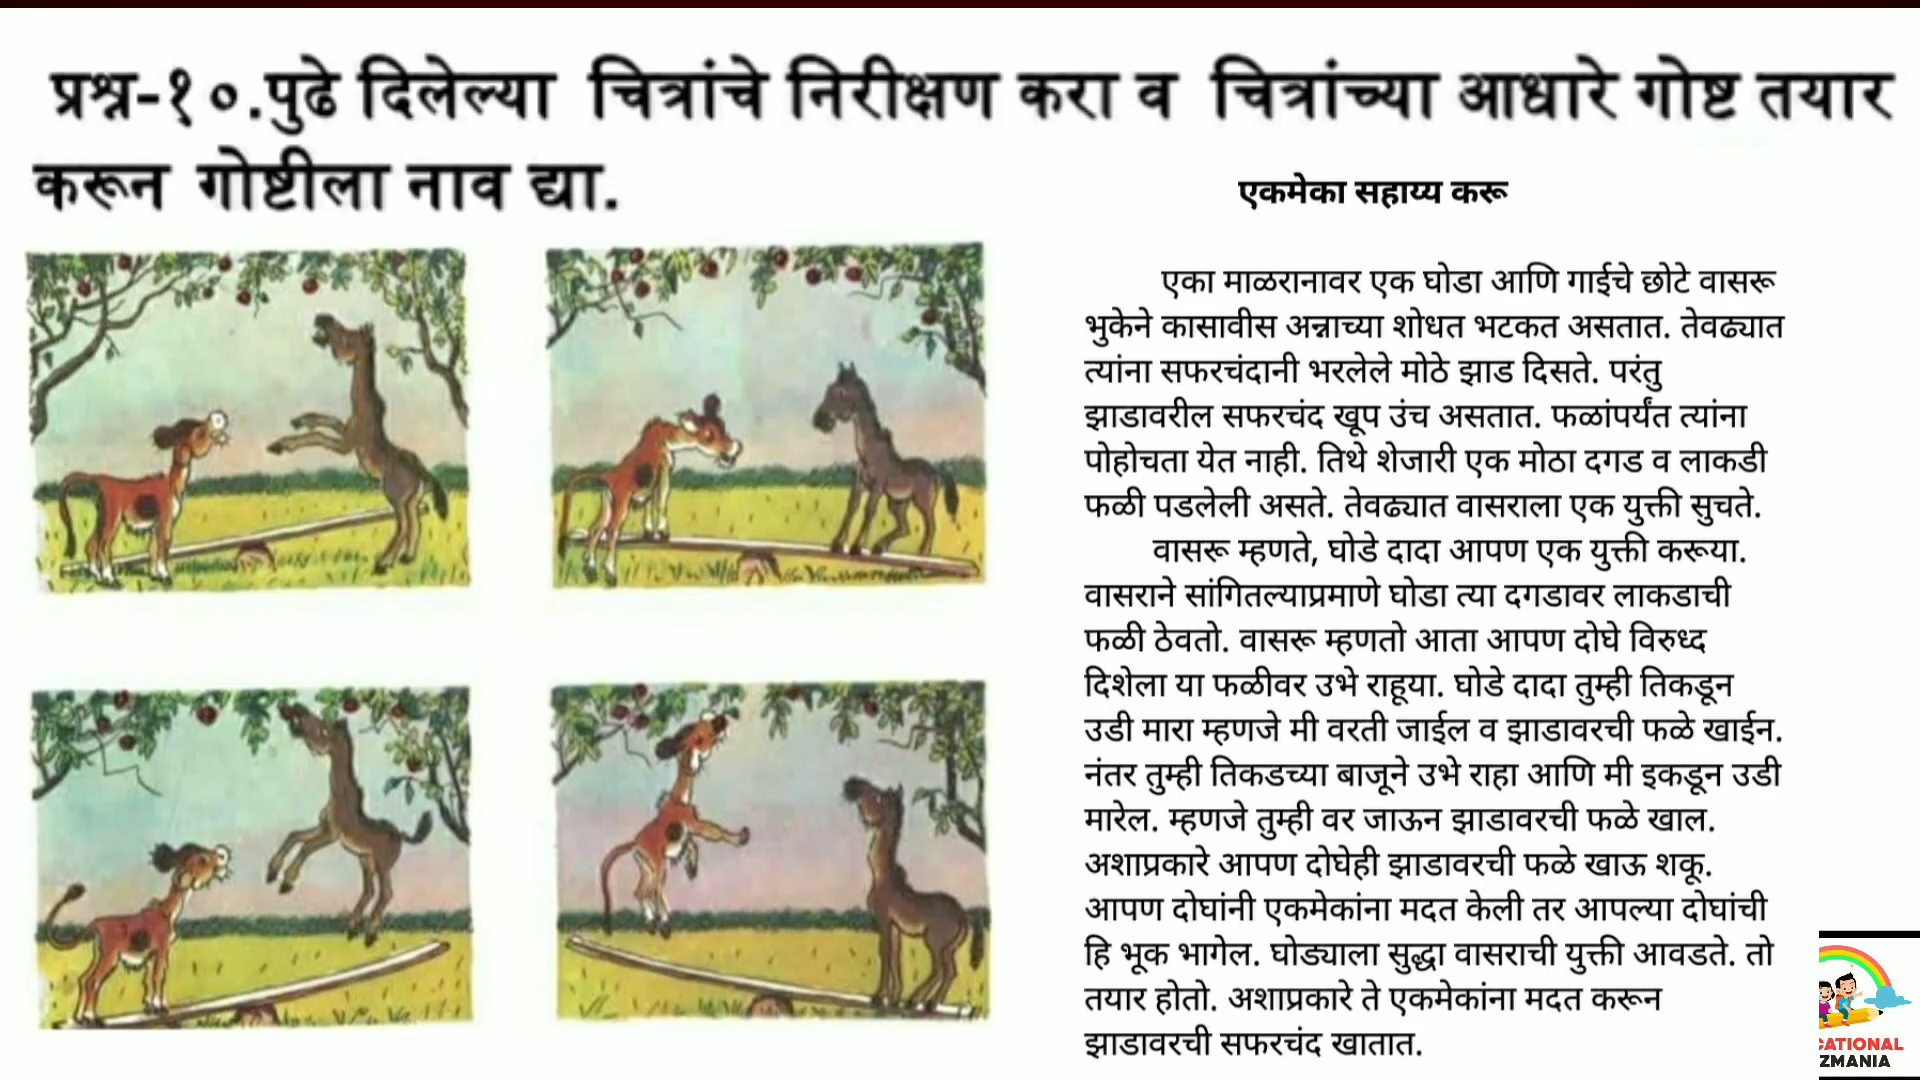 प्रश्न-१०.पुढे दिलेल्या चित्रांचे निरीक्षण करा व चित्रांच्या आधारे गोष्ट तयार
करून गोष्टीला नाव द्या.
एकमेका सहाय्य करू
एका माळरानावर एक घोडा आणि गाईचे छोटे वासरू
भुकेने कासावीस अन्नाच्या शोधत भटकत असतात. तेवढ्यात
त्यांना सफरचंदानी भरलेले मोठे झाड दिसते. परंतु
झाडावरील सफरचंद खूप उंच असतात. फळांपर्यंत त्यांना
पोहोचता येत नाही. तिथे शेजारी एक मोठा दगड व लाकडी
फळी पडलेली असते. तेवढ्यात वासराला एक युक्ती सुचते.
वासरू म्हणते, घोडे दादा आपण एक युक्ती करूया.
वासराने सांगितल्याप्रमाणे घोडा त्या दगडावर लाकडाची
फळी ठेवतो. वासरू म्हणतो आता आपण दोघे विरुध्द
दिशेला या फळीवर उभे राहूया. घोडे दादा तुम्ही तिकडून
उडी मारा म्हणजे मी वरती जाईल व झाडावरची फळे खाईन.
नंतर तुम्ही तिकडच्या बाजूने उभे राहा आणि मी इकडून उडी
मारेल. म्हणजे तुम्ही वर जाऊन झाडावरची फळे खाल.
अशाप्रकारे आपण दोघेही झाडावरची फळे खाऊ शकू.
आपण दोघांनी एकमेकांना मदत केली तर आपल्या दोघांची
हि भूक भागेल. घोड्याला सुद्धा वासराची युक्ती आवडते. तो
तयार होतो. अशाप्रकारे ते एकमेकांना मदत करून
झाडावरची सफरचंद खातात.
CATIONAL
ZMANIA